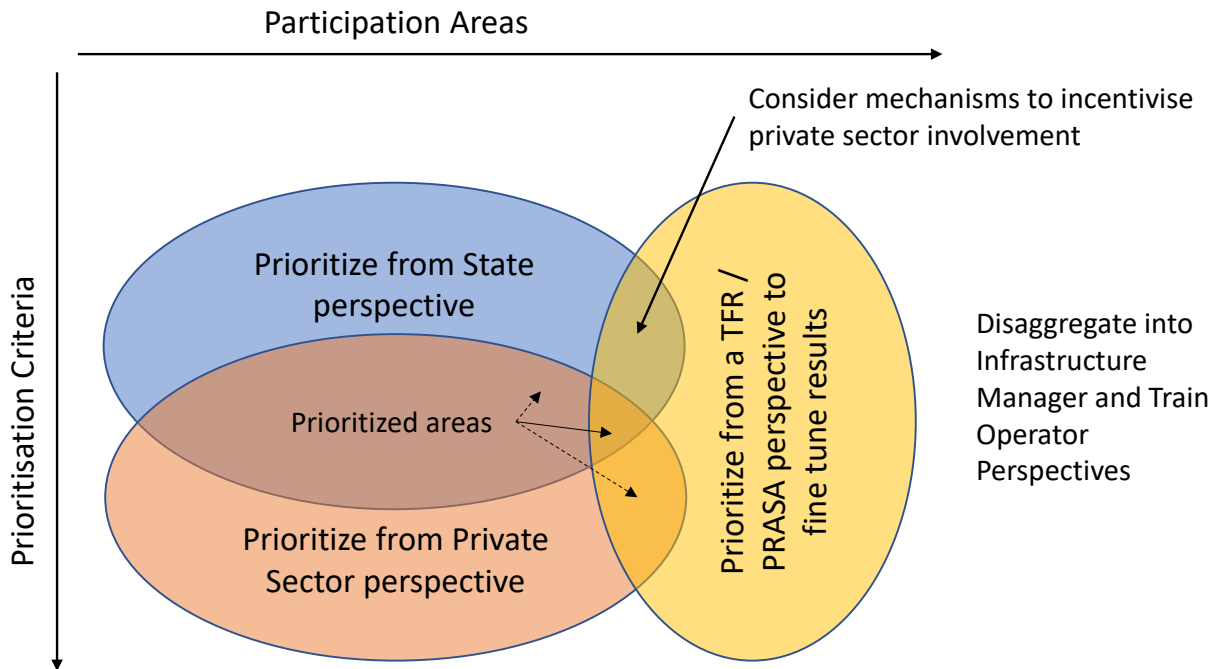 Participation Areas
Consider mechanisms to incentivise
private sector involvement
Prioritisation Criteria
Prioritize from State
perspective
Prioritized areas
Prioritize from Private
Sector perspective
Prioritize from a TFR /
PRASA perspective to
fine tune results
Disaggregate into
Infrastructure
Manager and Train
Operator
Perspectives